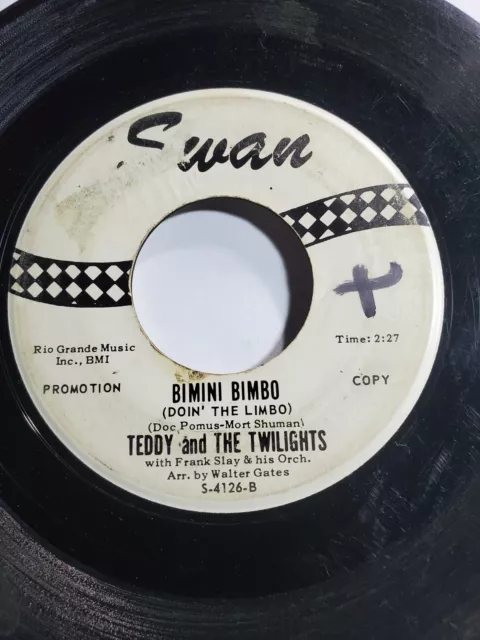 Swan
Rio Grande Music
Inc., BMI
Time: 2:27
PROMOTION
COPY
BIMINI BIMBO
(DOIN' THE LIMBO)
(Doc Pomus-Mort Shuman)
TEDDY and THE TWILIGHTS
with Frank Slay & his Orch.
Arr. by Walter Gates
S-4126-B